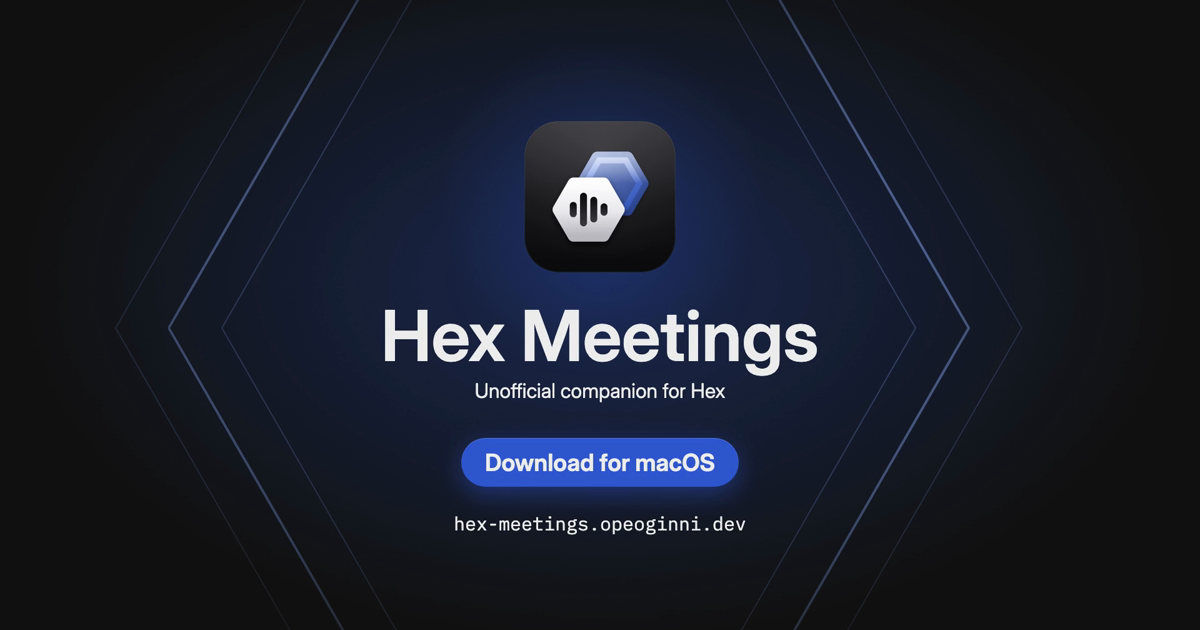 Hex Meetings
Unofficial companion for Hex
Download for macOS
hex-meetings.opeoginni.dev